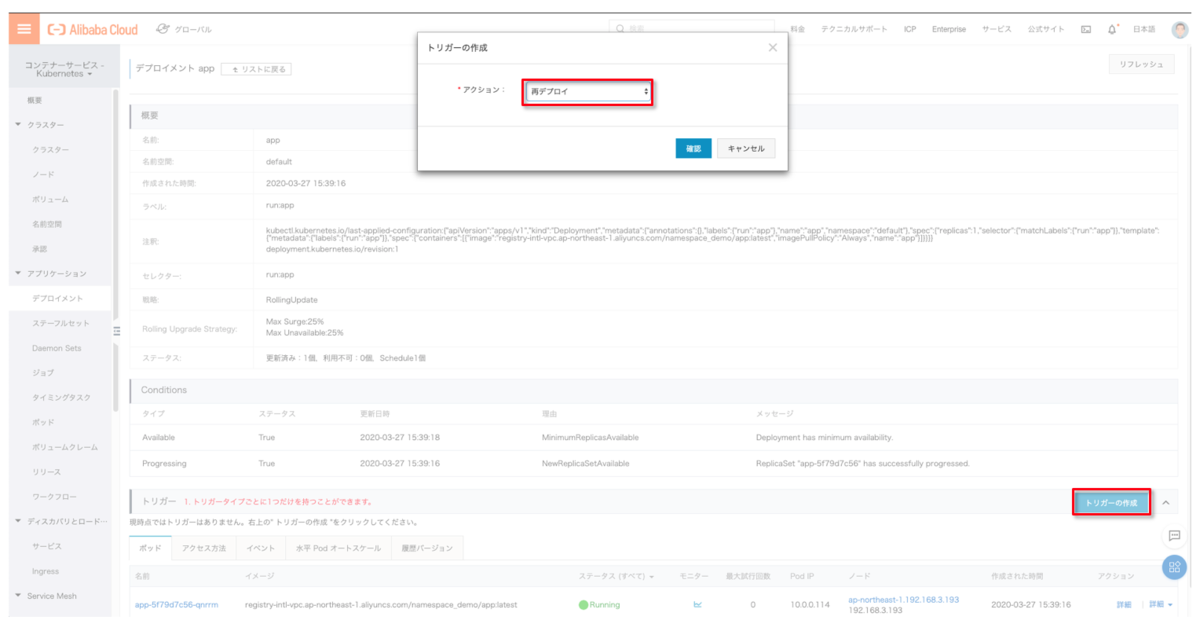 Alibaba Cloud
グローバル
検索
料金
テクニカルサポート
ICP
Enterprise
サービス
公式サイト
日本語
コンテナーサービス -
Kubernetes
概要
クラスター
クラスター
ノード
ボリューム
名前空間
承認
アプリケーション
デプロイメント
ステーフルセット
Daemon Sets
ジョブ
タイミングタスク
ポッド
ボリュームクレーム
リリース
ワークフロー
ディスカバリとロード…
サービス
Ingress
Service Mesh
デプロイメント app
リストに戻る
リフレッシュ
トリガーの作成
* アクション：
再デプロイ
確認
キャンセル
概要
名前: app
名前空間: default
作成された時間: 2020-03-27 15:39:16
ラベル: run:app
注釈:
kubectl.kubernetes.io/last-applied-configuration:{"apiVersion":"apps/v1","kind":"Deployment","metadata":{"annotations":{},"labels":{"run":"app"},"name":"app","namespace":"default"},"spec":{"replicas":1,"selector":{"matchLabels":{"run":"app"}},"template":
{"metadata":{"labels":{"run":"app"}},"spec":{"containers":[{"image":"registry-intl-vpc.ap-northeast-1.aliyuncs.com/namespace_demo/app:latest","imagePullPolicy":"Always","name":"app"}]}}}}
deployment.kubernetes.io/revision:1
セレクター: run:app
戦略: RollingUpdate
Rolling Upgrade Strategy:
Max Surge:25%
Max Unavailable:25%
ステータス: 更新済み：1個, 利用不可：0個, Schedule1個
Conditions
タイプ ステータス 更新日時 理由 メッセージ
Available True 2020-03-27 15:39:18 MinimumReplicasAvailable Deployment has minimum availability.
Progressing True 2020-03-27 15:39:16 NewReplicaSetAvailable ReplicaSet "app-5f79d7c56" has successfully progressed.
トリガー 1. トリガータイプごとに1つだけを持つことができます。
トリガーの作成
現時点ではトリガーはありません。右上の" トリガーの作成 "をクリックしてください。
ポッド アクセス方法 イベント 水平 Pod オートスケール 履歴バージョン
名前 イメージ ステータス (すべて) モニター 最大試行回数 Pod IP ノード 作成された時間 アクション
app-5f79d7c56-qnrrm registry-intl-vpc.ap-northeast-1.aliyuncs.com/namespace_demo/app:latest Running 0 10.0.0.114 ap-northeast-1.192.168.3.193 2020-03-27 15:39:16 詳細 詳細
192.168.3.193